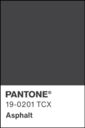 PANTONE®
19-0201 TCX
Asphalt